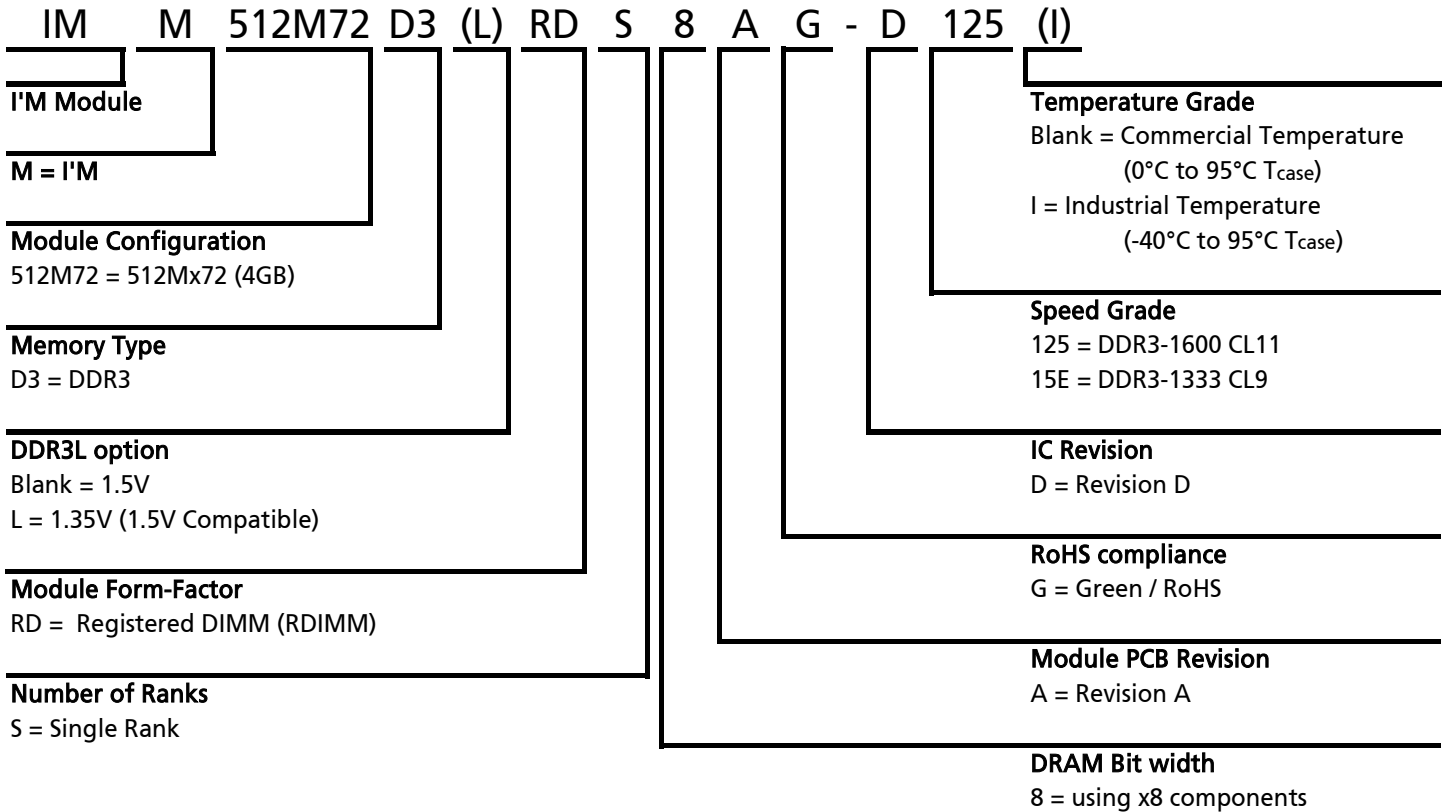 IM M 512M72 D3 (L) RD S 8 A G - D 125 (I)
I'M Module
M = I'M
Module Configuration
512M72 = 512Mx72 (4GB)
Memory Type
D3 = DDR3
DDR3L option
Blank = 1.5V
L = 1.35V (1.5V Compatible)
Module Form-Factor
RD = Registered DIMM (RDIMM)
Number of Ranks
S = Single Rank
Temperature Grade
Blank = Commercial Temperature
(0°C to 95°C Tcase)
I = Industrial Temperature
(-40°C to 95°C Tcase)
Speed Grade
125 = DDR3-1600 CL11
15E = DDR3-1333 CL9
IC Revision
D = Revision D
RoHS compliance
G = Green / RoHS
Module PCB Revision
A = Revision A
DRAM Bit width
8 = using x8 components